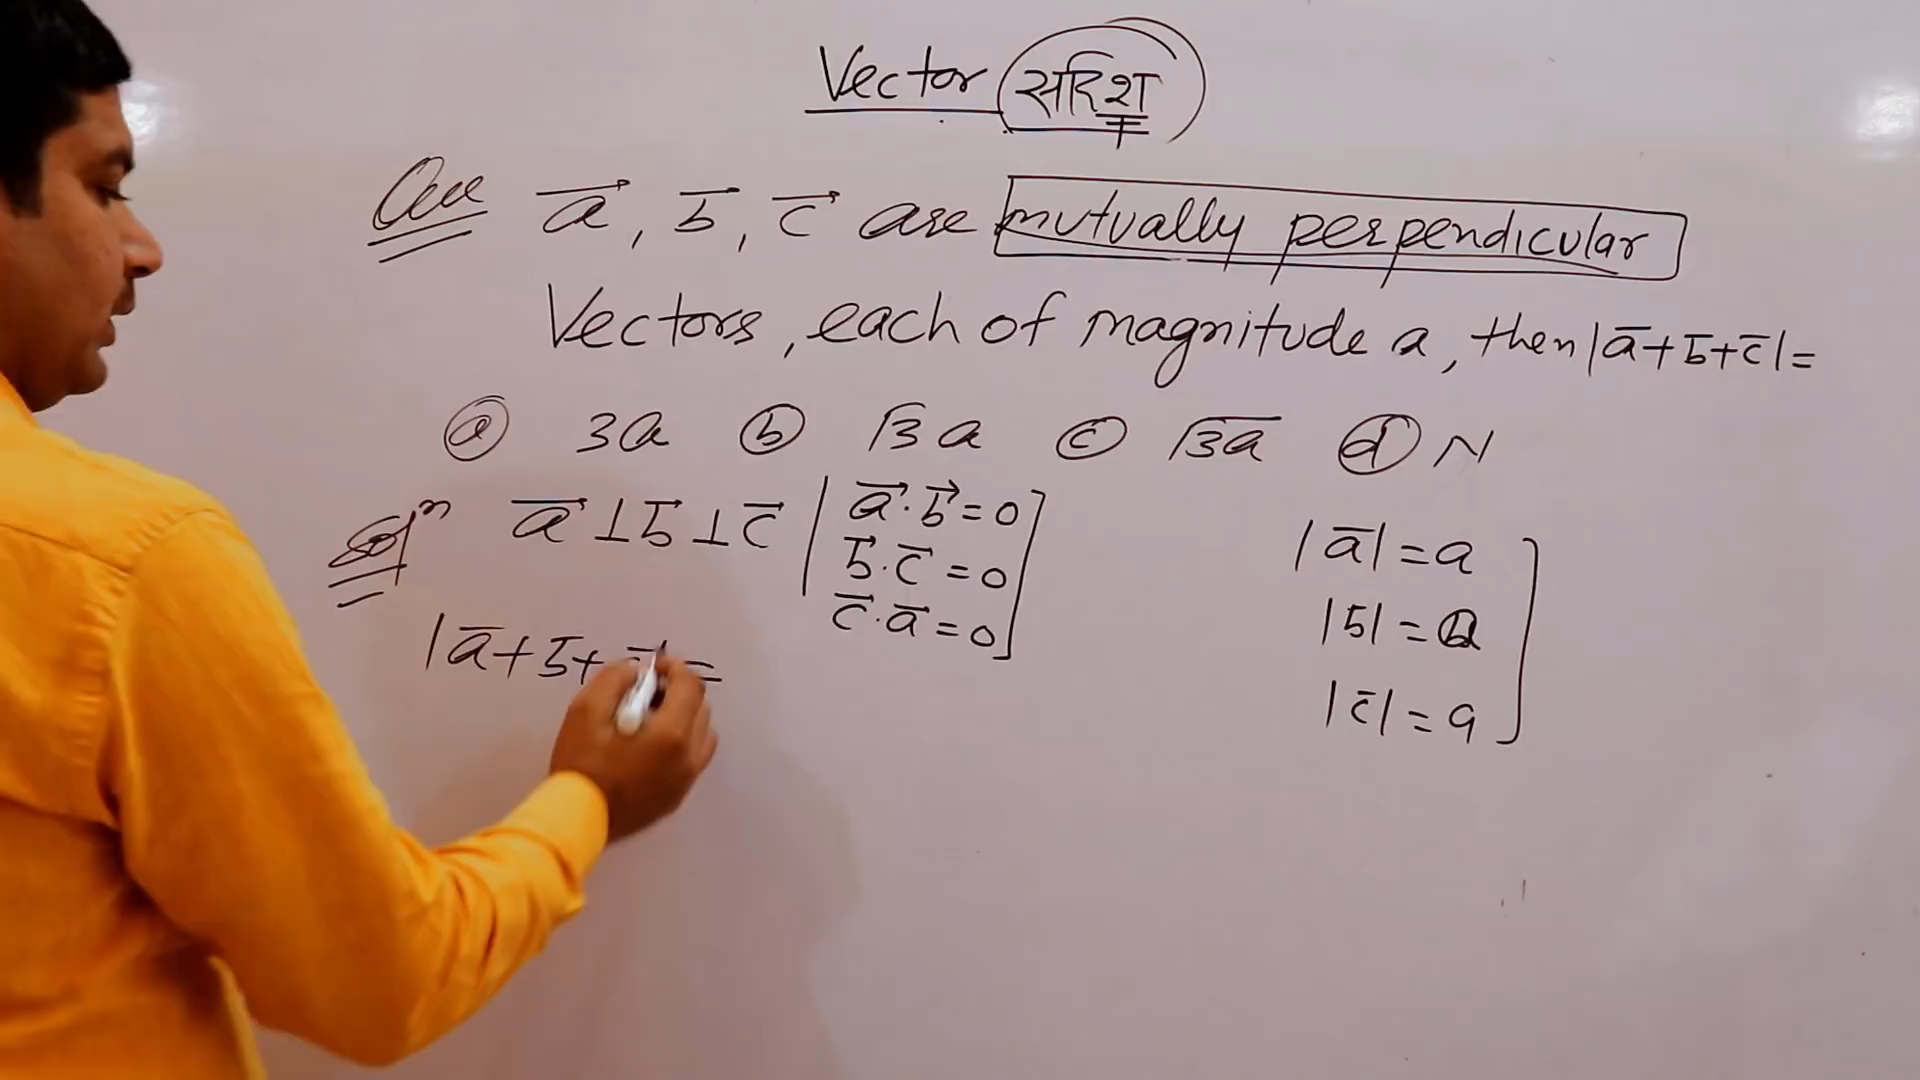 Vector सदिश
Que a⃗, b̄, c⃗ are mutually perpendicular
Vectors, each of magnitude a, then |ā+b̄+c̄|=
ⓐ 3a ⓑ √3 a ⓒ √3a ⓓ N
Solⁿ a⃗ ⊥ b̄ ⊥ c̄ | a⃗·b⃗=0
b⃗·c̄=0
c̄·ā=0]
|ā|=a
|b̄|=a
|c̄|=a
|ā+b̄+ =